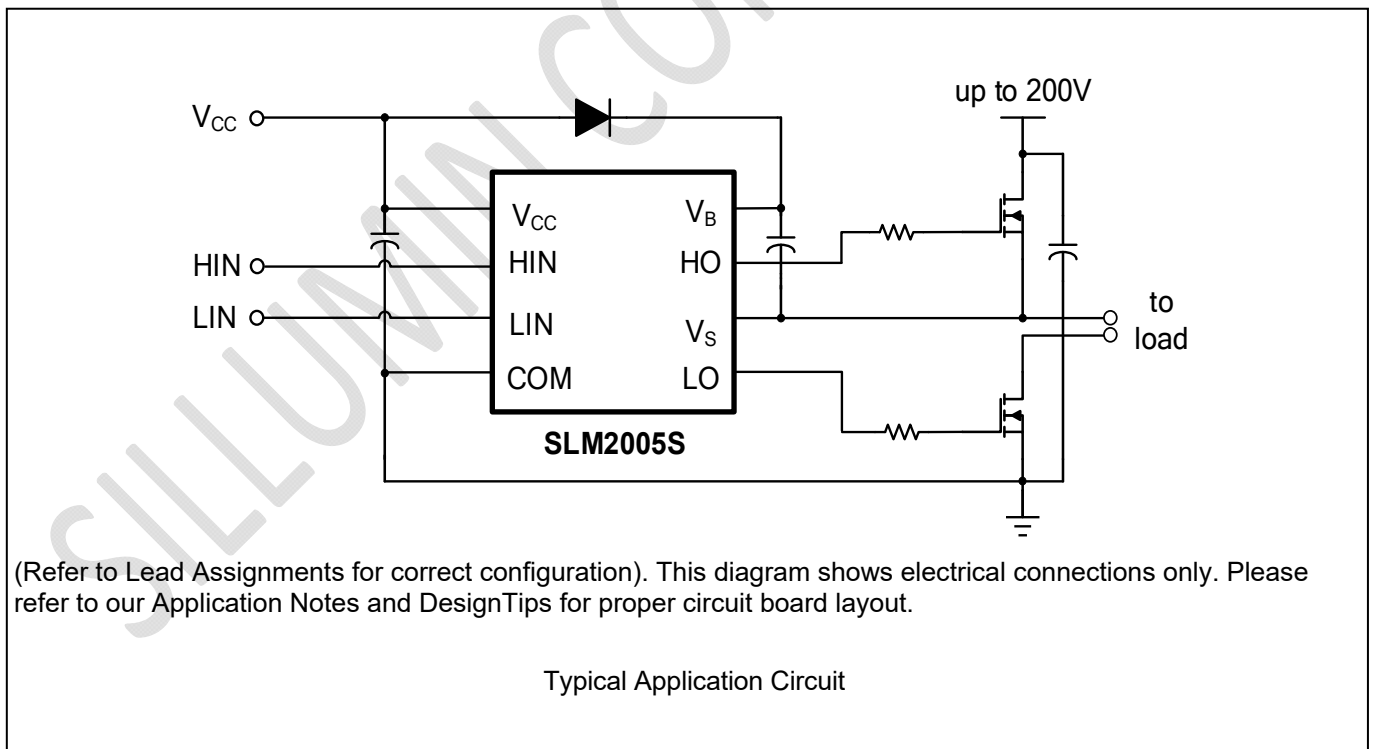 up to 200V
VCC
VCC
VB
HIN
HIN
HO
LIN
LIN
VS
to
load
COM
LO
SLM2005S
(Refer to Lead Assignments for correct configuration). This diagram shows electrical connections only. Please
refer to our Application Notes and DesignTips for proper circuit board layout.
Typical Application Circuit
SILLUMIN CO